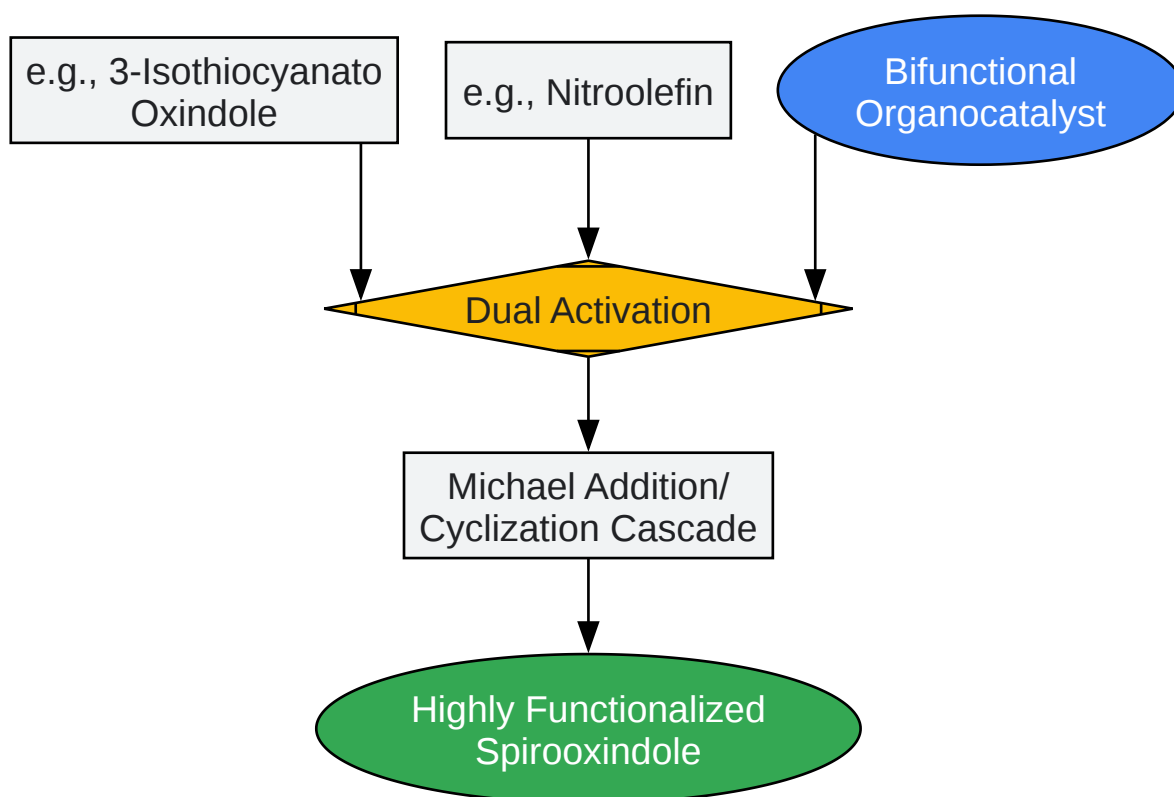 e.g., 3-Isothiocyanato
Oxindole
e.g., Nitroolefin
Bifunctional
Organocatalyst
Dual Activation
Michael Addition/
Cyclization Cascade
Highly Functionalized
Spirooxindole